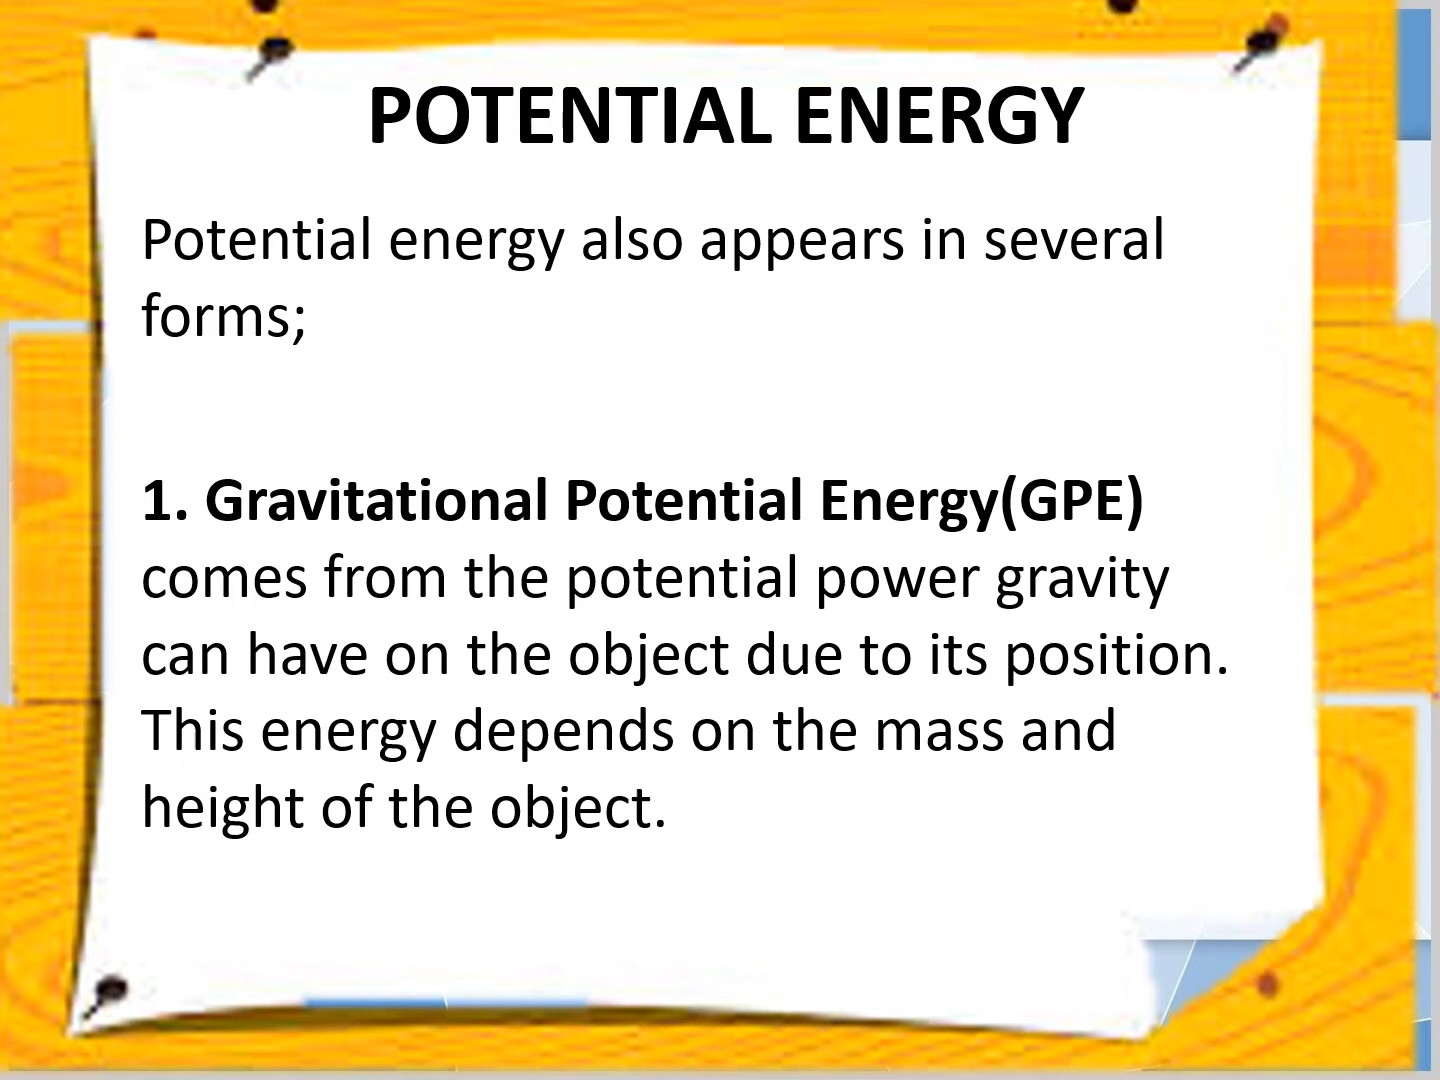 POTENTIAL ENERGY
Potential energy also appears in several
forms;
1. Gravitational Potential Energy(GPE)
comes from the potential power gravity
can have on the object due to its position.
This energy depends on the mass and
height of the object.